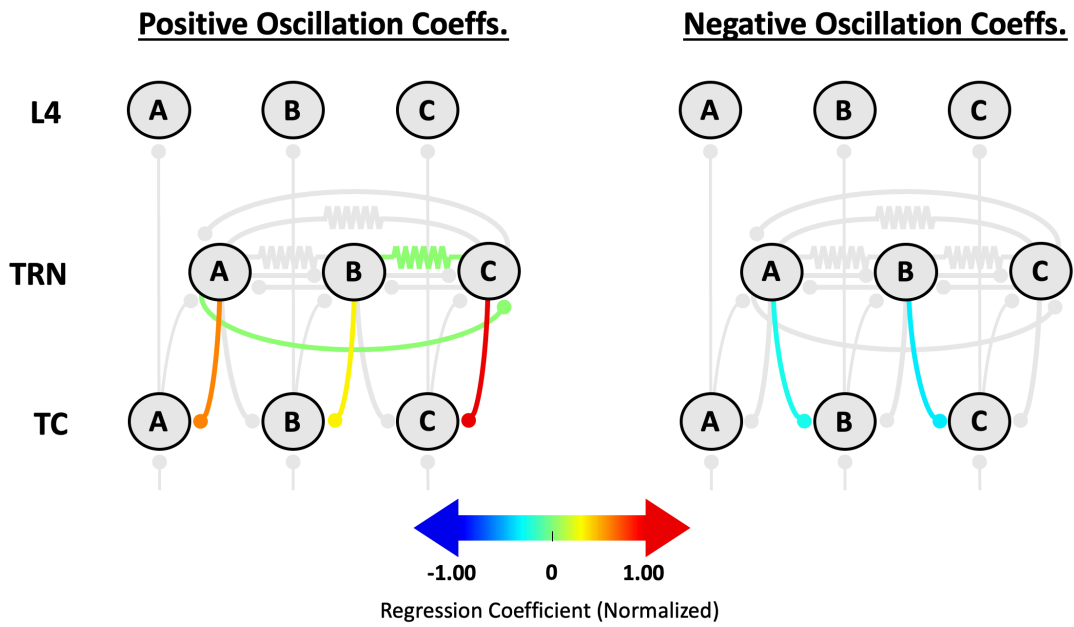 Positive Oscillation Coeffs. Negative Oscillation Coeffs.
L4 A B C A B C
TRN A B C A B C
TC A B C A B C
-1.00 0 1.00
Regression Coefficient (Normalized)